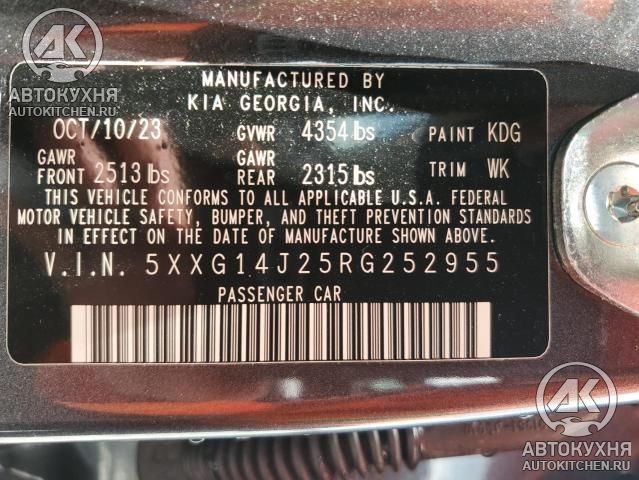 АК
АВТОКУХНЯ
AUTOKITCHEN.RU
MANUFACTURED BY
KIA GEORGIA, INC.
OCT/10/23 GVWR 4354 lbs PAINT KDG
GAWR FRONT 2513 lbs GAWR REAR 2315 lbs TRIM WK
THIS VEHICLE CONFORMS TO ALL APPLICABLE U.S.A. FEDERAL
MOTOR VEHICLE SAFETY, BUMPER, AND THEFT PREVENTION STANDARDS
IN EFFECT ON THE DATE OF MANUFACTURE SHOWN ABOVE.
V.I.N. 5XXG14J25RG252955
PASSENGER CAR
АК
АВТОКУХНЯ
AUTOKITCHEN.RU